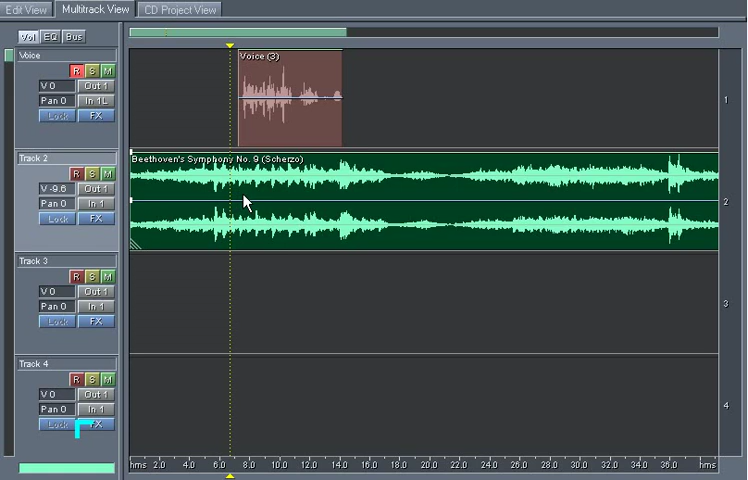 Edit View Multitrack View CD Project View
Vol EQ Bus
Voice
R S M
V 0 Out 1
Pan 0 In 1L
Lock FX
Voice (3)
1
Track 2
R S M
V -9.6 Out 1
Pan 0 In 1
Lock FX
Beethoven's Symphony No. 9 (Scherzo)
2
Track 3
R S M
V 0 Out 1
Pan 0 In 1
Lock FX
3
Track 4
R S M
V 0 Out 1
Pan 0 In 1
Lock FX
4
hms 2.0 4.0 6.0 8.0 10.0 12.0 14.0 16.0 18.0 20.0 22.0 24.0 26.0 28.0 30.0 32.0 34.0 36.0 hms